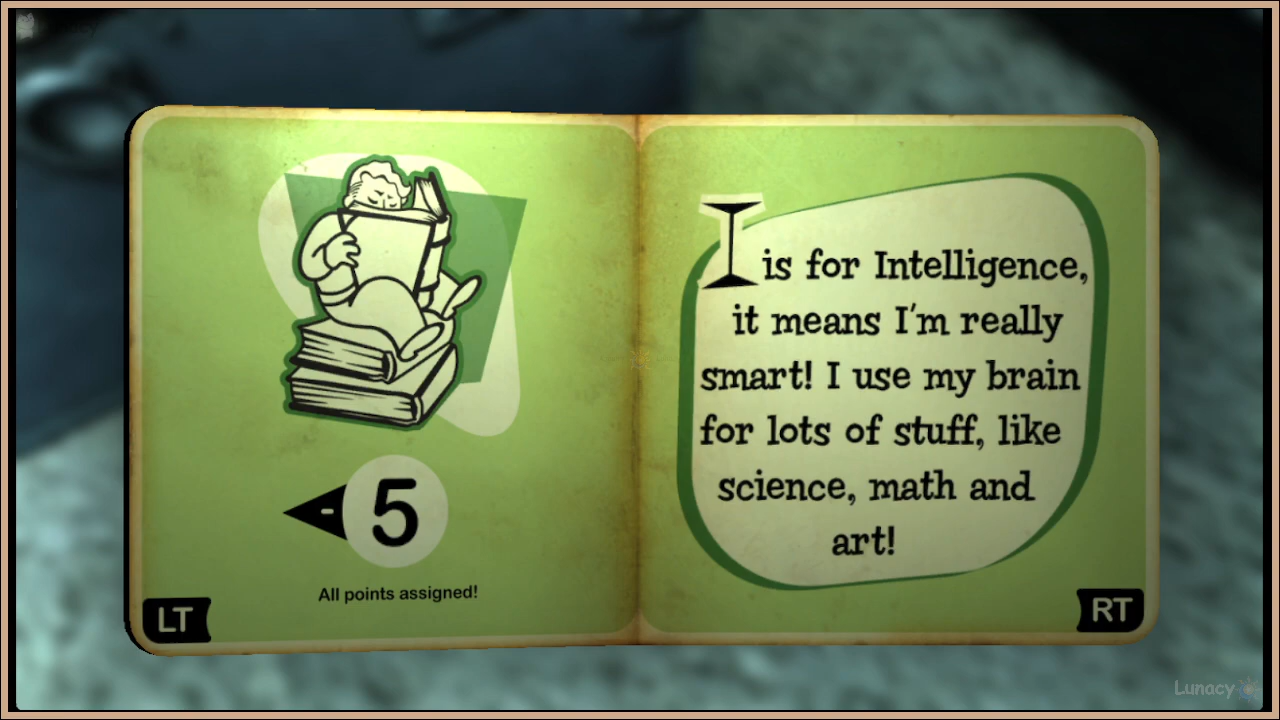 - 5
All points assigned!
LT
I is for Intelligence,
it means I'm really
smart! I use my brain
for lots of stuff, like
science, math and
art!
RT
Lunacy